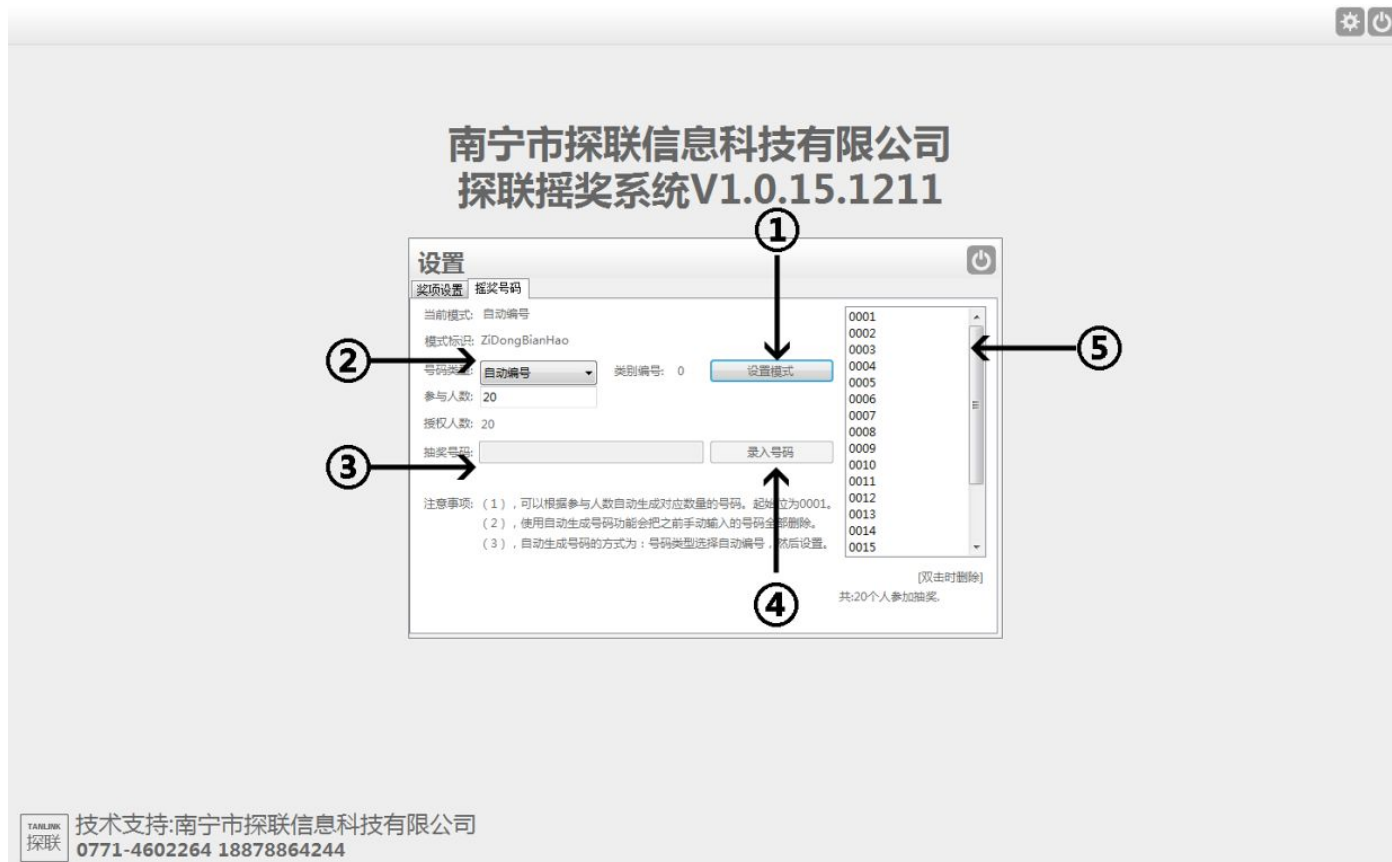 南宁市探联信息科技有限公司
探联摇奖系统V1.0.15.1211
①
设置
奖项设置 摇奖号码
当前模式: 自动编号
模式标识: ZiDongBianHao
②
号码类型: 自动编号 类别编号: 0 设置模式
参与人数: 20
授权人数: 20
③
抽奖号码: 录入号码
注意事项: (1),可以根据参与人数自动生成对应数量的号码。起始位为0001。
(2),使用自动生成号码功能会把之前手动输入的号码全部删除。
(3),自动生成号码的方式为:号码类型选择自动编号,然后设置。
④
0001
0002
0003
0004
0005
0006
0007
0008
0009
0010
0011
0012
0013
0014
0015
⑤
[双击时删除]
共:20个人参加抽奖.
TANLINK
探联
技术支持:南宁市探联信息科技有限公司
0771-4602264 18878864244